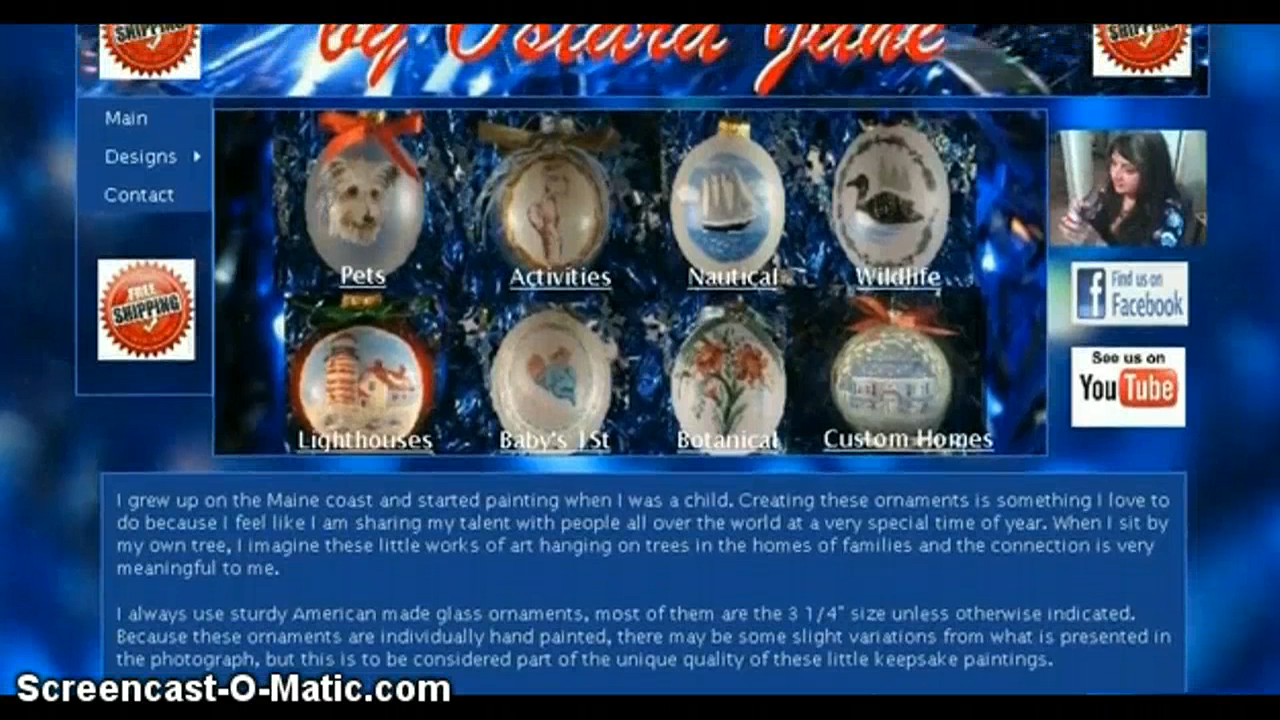 SHIPPING
by Ostara Jane
SHIPPING
Main
Designs
Contact
FREE
SHIPPING
Pets
Activities
Nautical
Wildlife
Find us on
Facebook
See us on
YouTube
Lighthouses
Baby's 1St
Botanical
Custom Homes
I grew up on the Maine coast and started painting when I was a child. Creating these ornaments is something I love to
do because I feel like I am sharing my talent with people all over the world at a very special time of year. When I sit by
my own tree, I imagine these little works of art hanging on trees in the homes of families and the connection is very
meaningful to me.
I always use sturdy American made glass ornaments, most of them are the 3 1/4" size unless otherwise indicated.
Because these ornaments are individually hand painted, there may be some slight variations from what is presented in
the photograph, but this is to be considered part of the unique quality of these little keepsake paintings.
Screencast-O-Matic.com